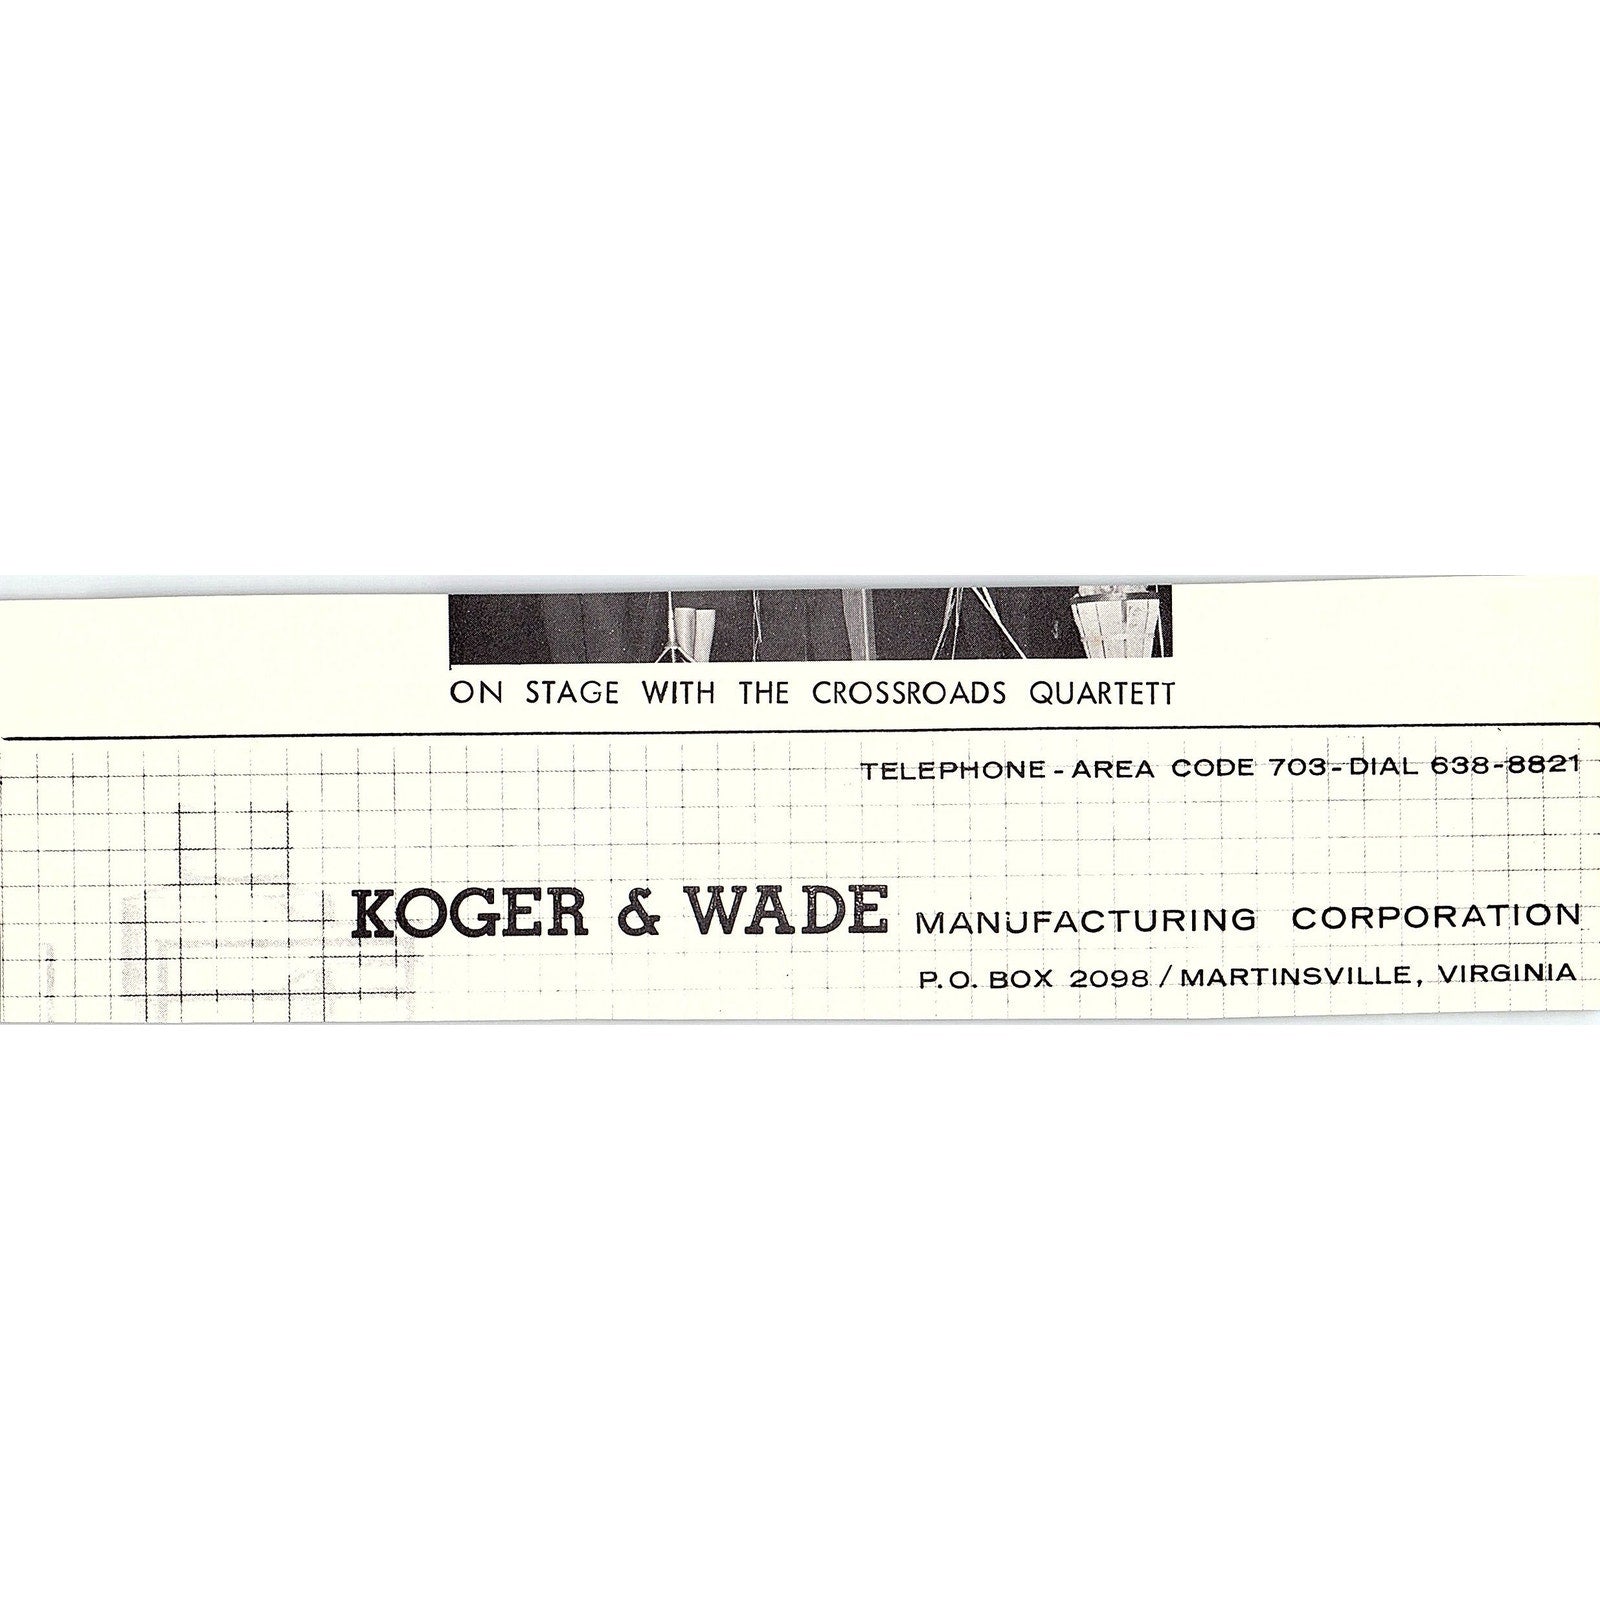 ON STAGE WITH THE CROSSROADS QUARTETT
TELEPHONE - AREA CODE 703 - DIAL 638-8821
KOGER & WADE MANUFACTURING CORPORATION
P.O. BOX 2098 / MARTINSVILLE, VIRGINIA